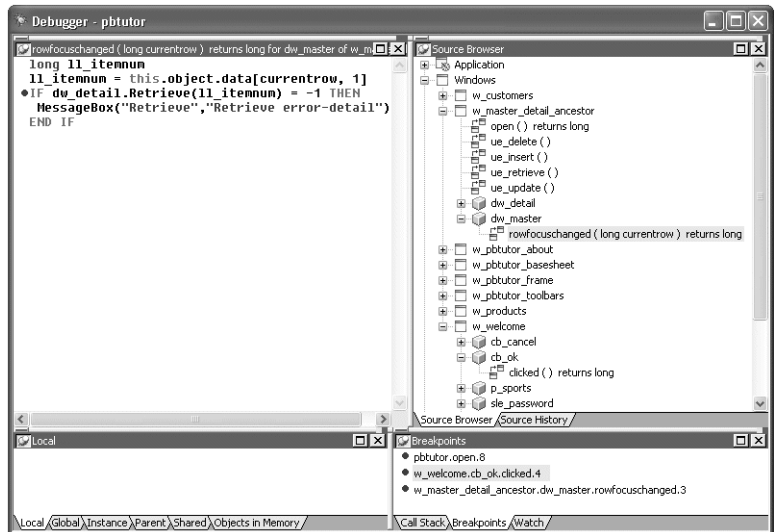 Debugger - pbtutor
rowfocuschanged ( long currentrow ) returns long for dw_master of w_m
long ll_itemnum
ll_itemnum = this.object.data[currentrow, 1]
IF dw_detail.Retrieve(ll_itemnum) = -1 THEN
MessageBox("Retrieve","Retrieve error-detail")
END IF
Source Browser
Application
Windows
w_customers
w_master_detail_ancestor
open ( ) returns long
ue_delete ( )
ue_insert ( )
ue_retrieve ( )
ue_update ( )
dw_detail
dw_master
rowfocuschanged ( long currentrow ) returns long
w_pbtutor_about
w_pbtutor_basesheet
w_pbtutor_frame
w_pbtutor_toolbars
w_products
w_welcome
cb_cancel
cb_ok
clicked ( ) returns long
p_sports
sle_password
Source Browser Source History
Local
Local Global Instance Parent Shared Objects in Memory
Breakpoints
pbtutor.open.8
w_welcome.cb_ok.clicked.4
w_master_detail_ancestor.dw_master.rowfocuschanged.3
Call Stack Breakpoints Watch